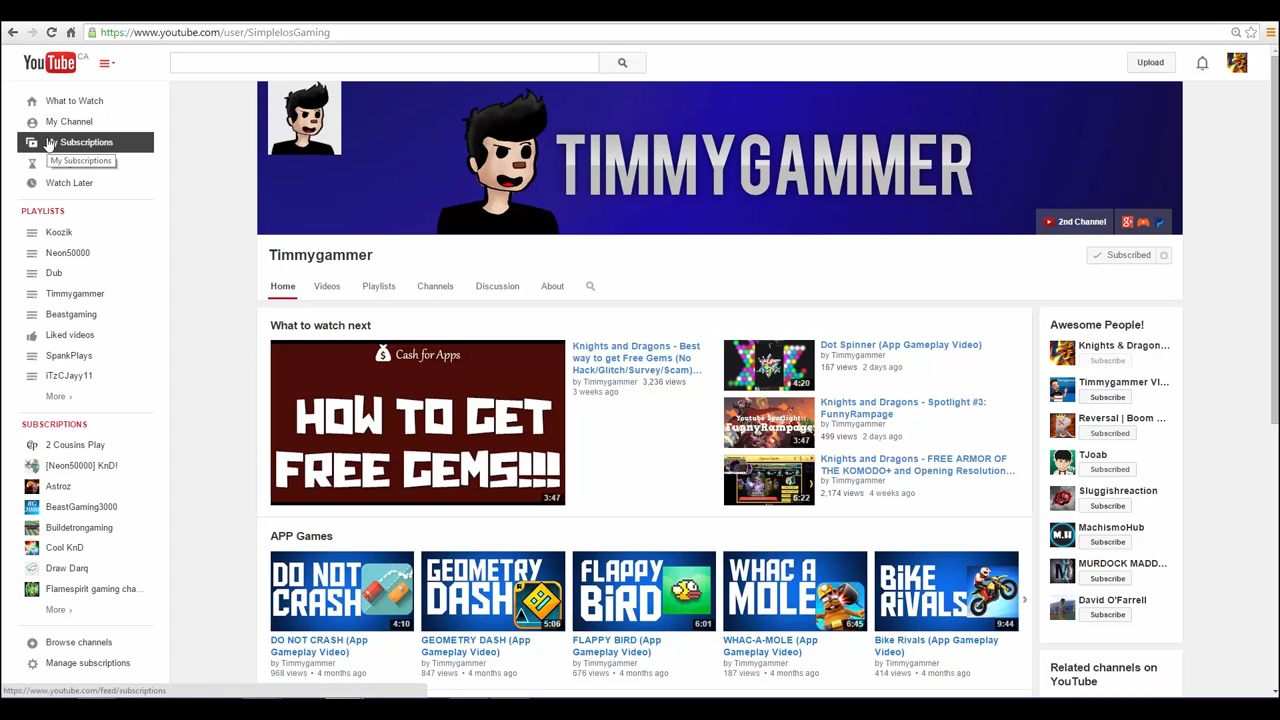 https://www.youtube.com/user/SimpleIosGaming
YouTube CA
Upload
What to Watch
My Channel
My Subscriptions
My Subscriptions
Watch Later
PLAYLISTS
Koozik
Neon50000
Dub
Timmygammer
Beastgaming
Liked videos
SpankPlays
iTzCJayy11
More ›
SUBSCRIPTIONS
2 Cousins Play
[Neon50000] KnD!
Astroz
BeastGaming3000
Buildetrongaming
Cool KnD
Draw Darq
Flamespirit gaming cha...
More ›
Browse channels
Manage subscriptions
https://www.youtube.com/feed/subscriptions
TIMMYGAMMER
2nd Channel
Timmygammer
Subscribed
Home
Videos
Playlists
Channels
Discussion
About
What to watch next
Cash for Apps
HOW TO GET
FREE GEMS!!!
3:47
Knights and Dragons - Best
way to get Free Gems (No
Hack/Glitch/Survey/Scam)...
by Timmygammer 3,236 views
3 weeks ago
4:20
Dot Spinner (App Gameplay Video)
by Timmygammer
167 views 2 days ago
Youtube Spotlight:
FunnyRampage
3:47
Knights and Dragons - Spotlight #3:
FunnyRampage
by Timmygammer
499 views 2 days ago
6:22
Knights and Dragons - FREE ARMOR OF
THE KOMODO+ and Opening Resolution...
by Timmygammer
2,174 views 4 weeks ago
APP Games
DO NOT
CRASH
4:10
DO NOT CRASH (App
Gameplay Video)
by Timmygammer
968 views • 4 months ago
GEOMETRY
DASH
5:06
GEOMETRY DASH (App
Gameplay Video)
by Timmygammer
847 views • 4 months ago
FLAPPY
BIRD
6:01
FLAPPY BIRD (App
Gameplay Video)
by Timmygammer
676 views • 4 months ago
WHAC A
MOLE
6:45
WHAC-A-MOLE (App
Gameplay Video)
by Timmygammer
187 views • 4 months ago
BIKE
RIVALS
9:44
Bike Rivals (App Gameplay
Video)
by Timmygammer
414 views • 4 months ago
Awesome People!
Knights & Dragon...
Subscribe
Timmygammer VI...
Subscribe
Reversal | Boom ...
Subscribed
TJoab
Subscribed
Sluggishreaction
Subscribe
M.H
MachismoHub
Subscribe
MURDOCK MADD...
Subscribe
David O'Farrell
Subscribe
Related channels on
YouTube